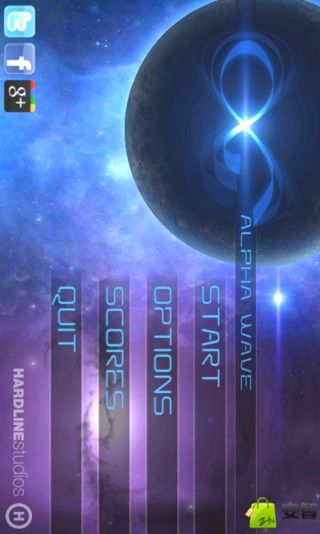 ALPHA WAVE
START
OPTIONS
SCORES
QUIT
HARDLINEstudios
H
g+
f
安智